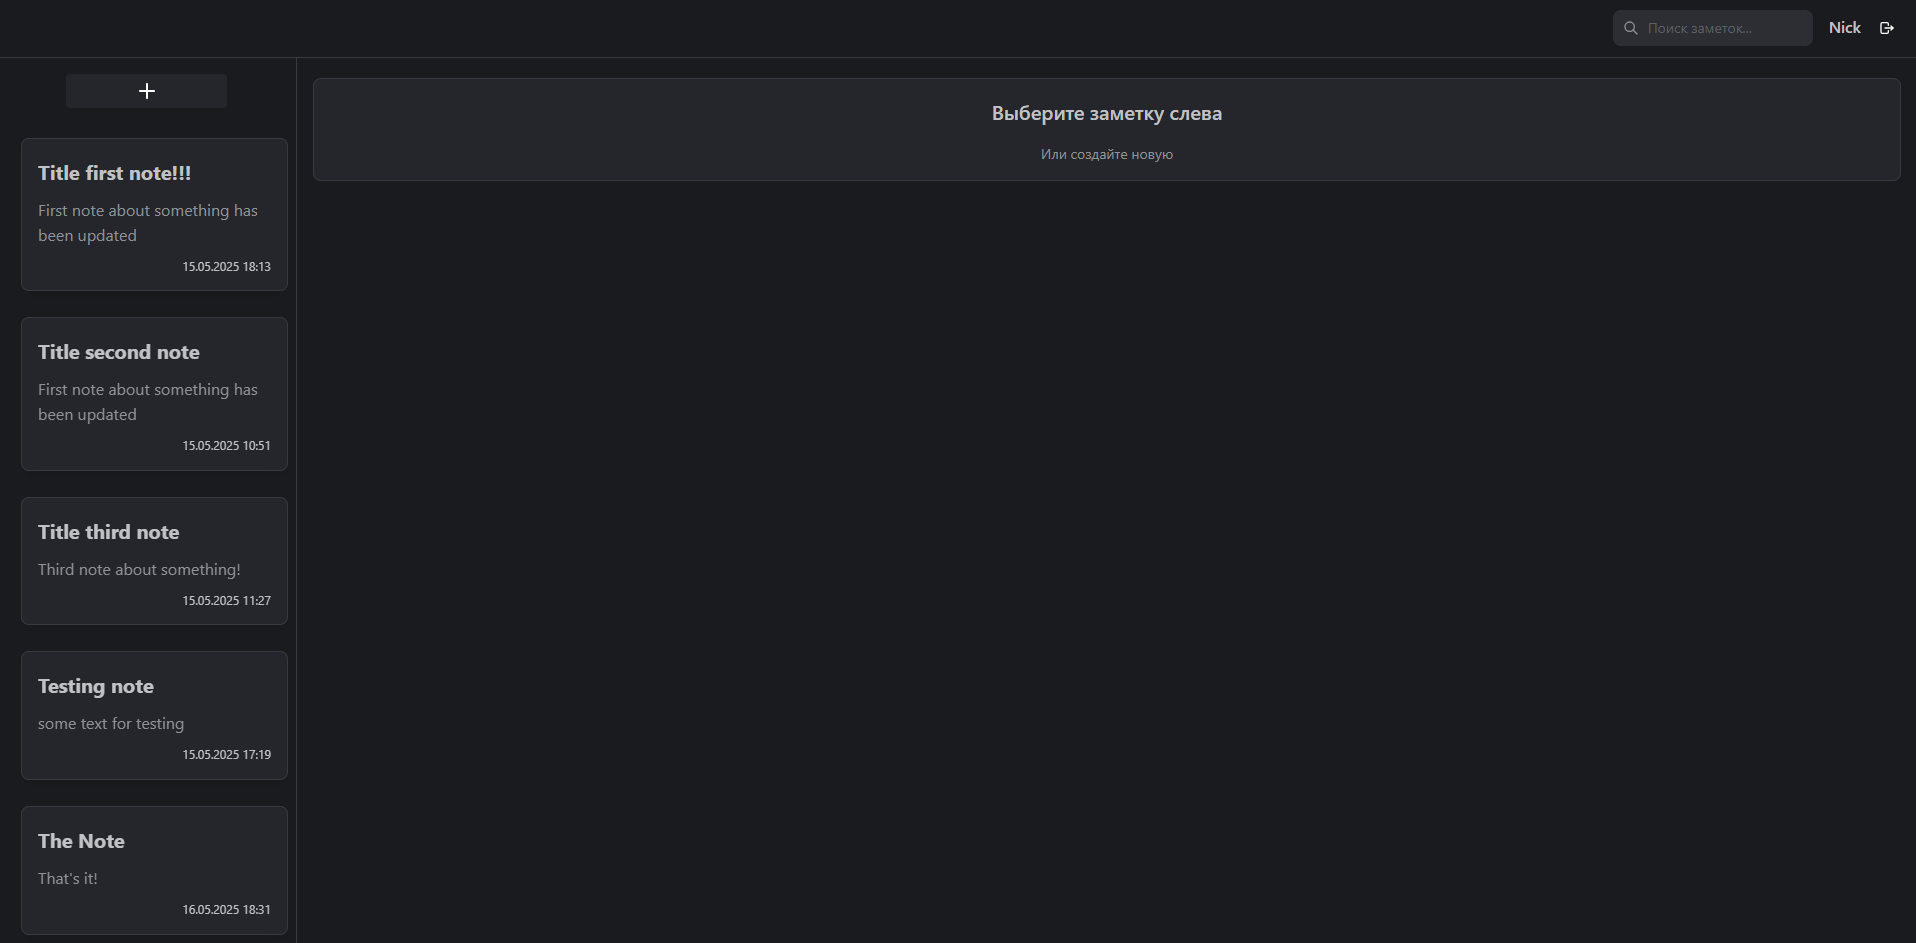 Поиск заметок...
Nick
Title first note!!!
First note about something has
been updated
15.05.2025 18:13
Title second note
First note about something has
been updated
15.05.2025 10:51
Title third note
Third note about something!
15.05.2025 11:27
Testing note
some text for testing
15.05.2025 17:19
The Note
That's it!
16.05.2025 18:31
Выберите заметку слева
Или создайте новую